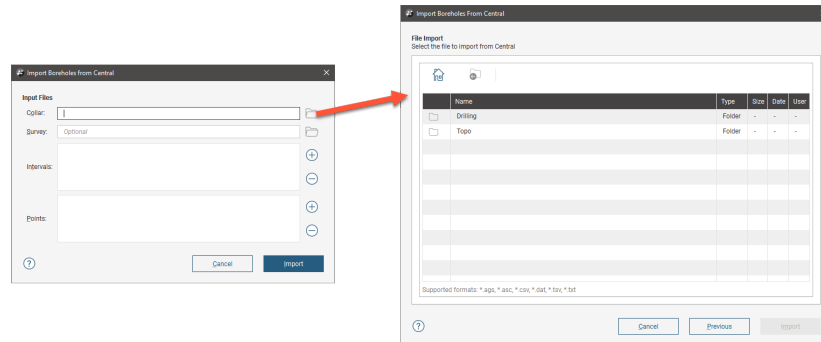 Import Boreholes from Central
Input Files
Collar:
Survey:
Optional
Intervals:
Points:
Cancel
Import
Import Boreholes From Central
File Import
Select the file to import from Central
Name
Type
Size
Date
User
Drilling
Folder
-
-
-
Topo
Folder
-
-
-
Supported formats: *.ags, *.asc, *.csv, *.dat, *.tsv, *.txt
Cancel
Previous
Import